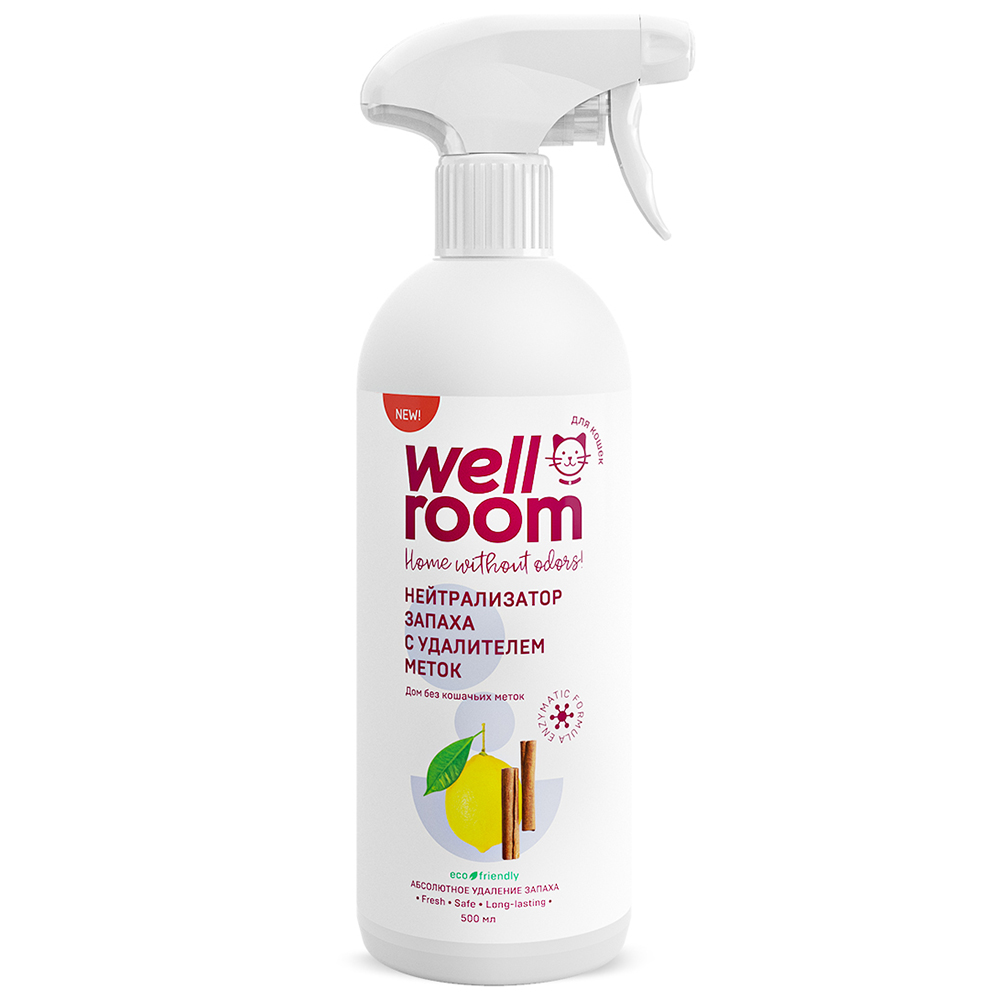 NEW!
для кошек
well
room
Home without odors!
НЕЙТРАЛИЗАТОР
ЗАПАХА
С УДАЛИТЕЛЕМ
МЕТОК
Дом без кошачьих меток
ENZYMATIC FORMULA
eco friendly
АБСОЛЮТНОЕ УДАЛЕНИЕ ЗАПАХА
• Fresh • Safe • Long-lasting •
500 мл